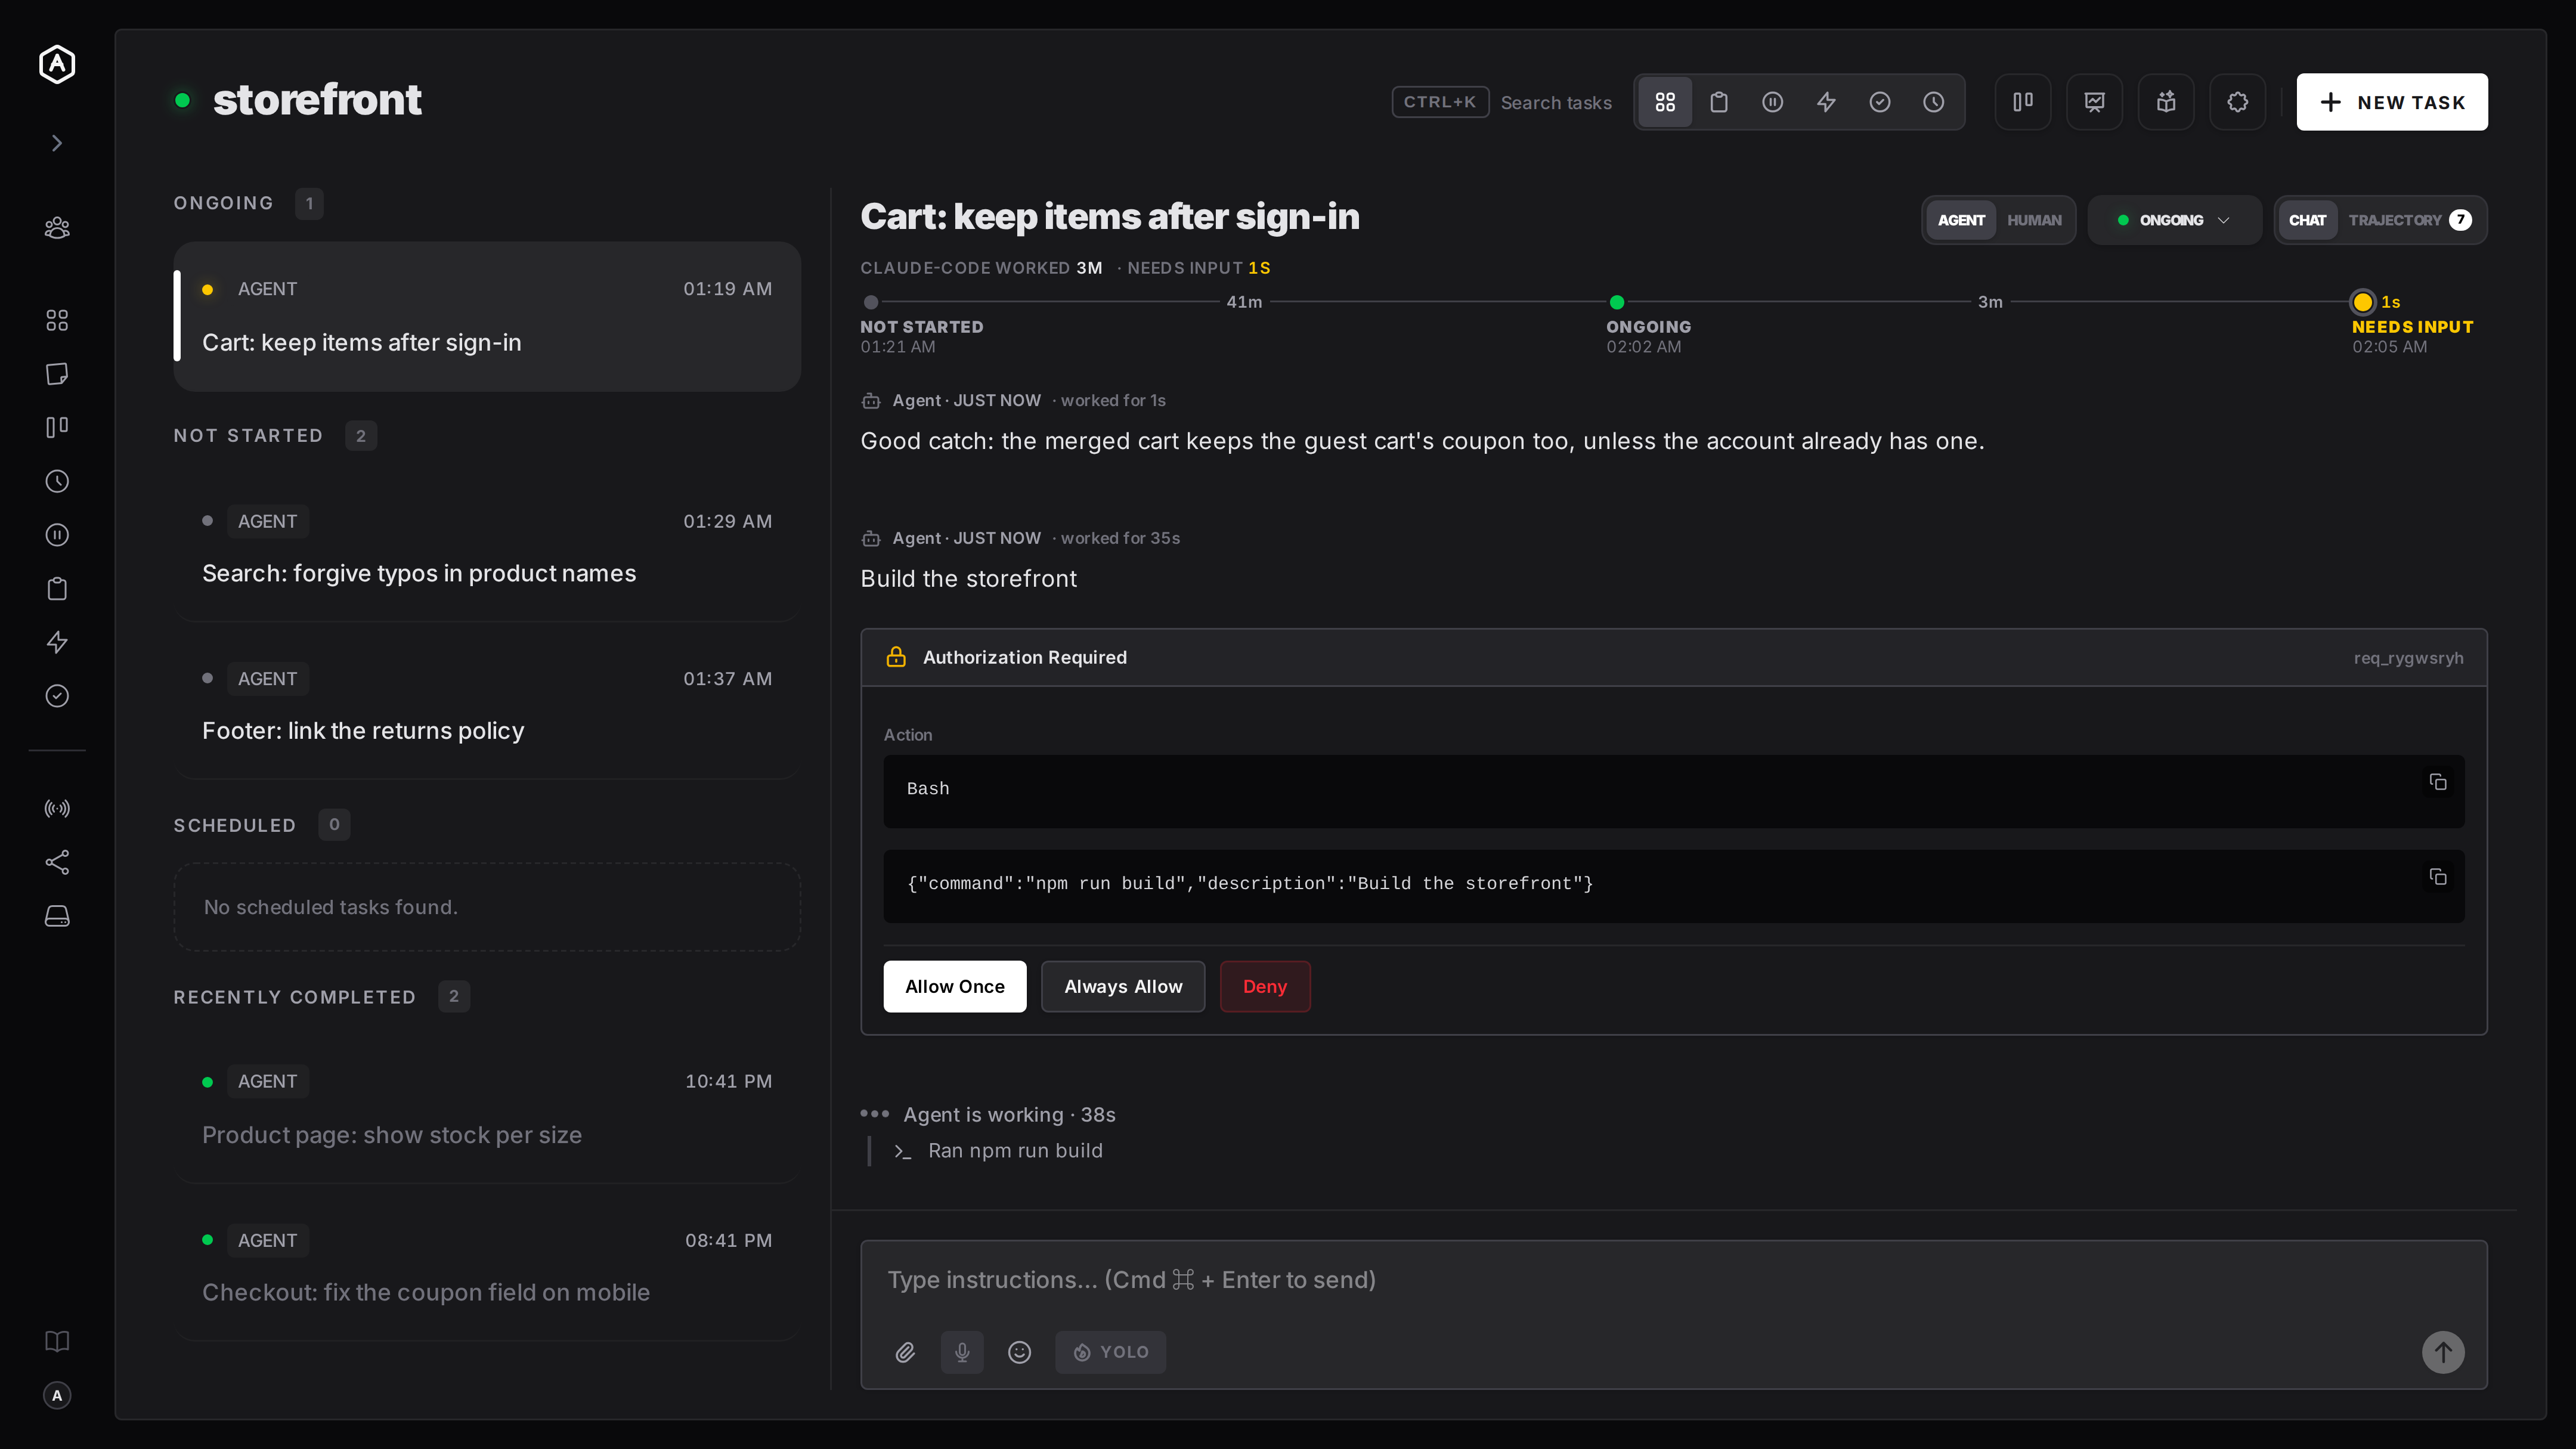 storefront
CTRL+K Search tasks
NEW TASK
ONGOING 1
AGENT 01:19 AM
Cart: keep items after sign-in
NOT STARTED 2
AGENT 01:29 AM
Search: forgive typos in product names
AGENT 01:37 AM
Footer: link the returns policy
SCHEDULED 0
No scheduled tasks found.
RECENTLY COMPLETED 2
AGENT 10:41 PM
Product page: show stock per size
AGENT 08:41 PM
Checkout: fix the coupon field on mobile
A
Cart: keep items after sign-in
AGENT HUMAN
ONGOING
CHAT TRAJECTORY 7
CLAUDE-CODE WORKED 3M · NEEDS INPUT 1S
41m 3m 1s
NOT STARTED ONGOING NEEDS INPUT
01:21 AM 02:02 AM 02:05 AM
Agent · JUST NOW · worked for 1s
Good catch: the merged cart keeps the guest cart's coupon too, unless the account already has one.
Agent · JUST NOW · worked for 35s
Build the storefront
Authorization Required req_rygwsryh
Action
Bash
{"command":"npm run build","description":"Build the storefront"}
Allow Once Always Allow Deny
Agent is working · 38s
Ran npm run build
Type instructions... (Cmd ⌘ + Enter to send)
YOLO